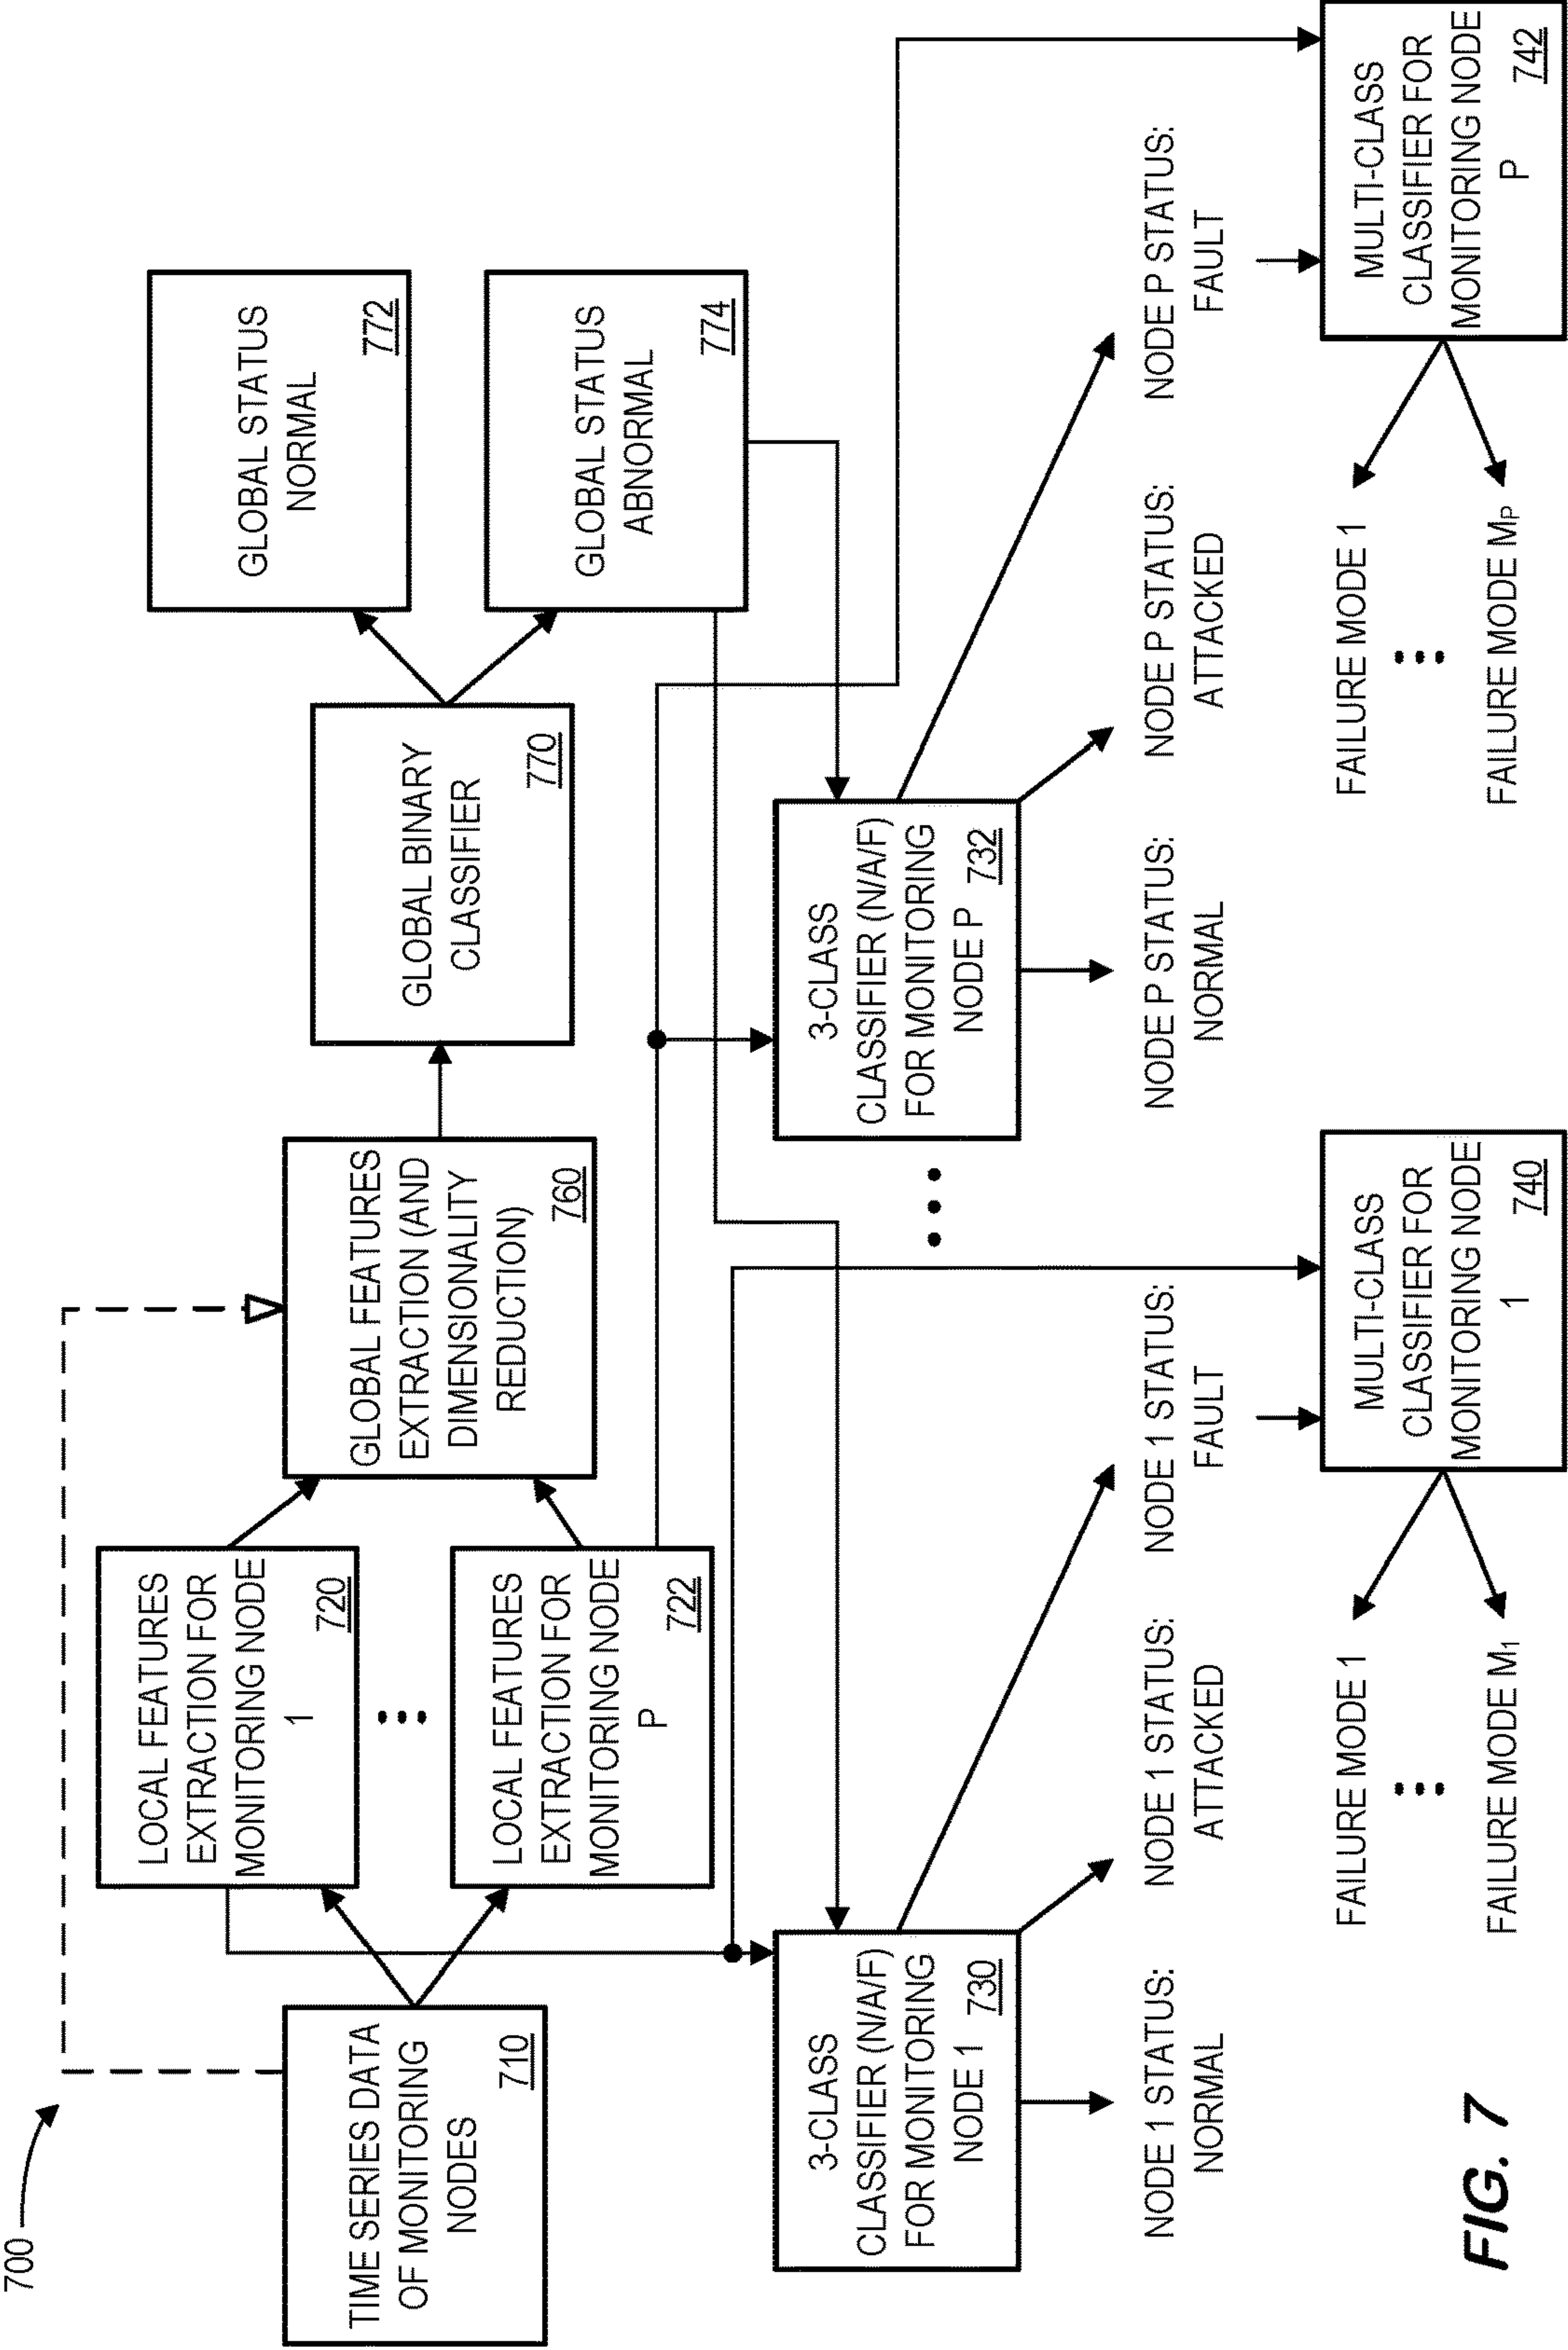 700
TIME SERIES DATA
OF MONITORING
NODES
710
LOCAL FEATURES
EXTRACTION FOR
MONITORING NODE
1
720
LOCAL FEATURES
EXTRACTION FOR
MONITORING NODE
P
722
GLOBAL FEATURES
EXTRACTION (AND
DIMENSIONALITY
REDUCTION)
760
GLOBAL BINARY
CLASSIFIER
770
GLOBAL STATUS
NORMAL
772
GLOBAL STATUS
ABNORMAL
774
3-CLASS
CLASSIFIER (N/A/F)
FOR MONITORING
NODE 1
730
3-CLASS
CLASSIFIER (N/A/F)
FOR MONITORING
NODE P
732
NODE 1 STATUS:
NORMAL
NODE 1 STATUS:
ATTACKED
NODE 1 STATUS:
FAULT
NODE P STATUS:
NORMAL
NODE P STATUS:
ATTACKED
NODE P STATUS:
FAULT
FAILURE MODE 1
FAILURE MODE M1
MULTI-CLASS
CLASSIFIER FOR
MONITORING NODE
1
740
FAILURE MODE 1
FAILURE MODE MP
MULTI-CLASS
CLASSIFIER FOR
MONITORING NODE
P
742
FIG. 7